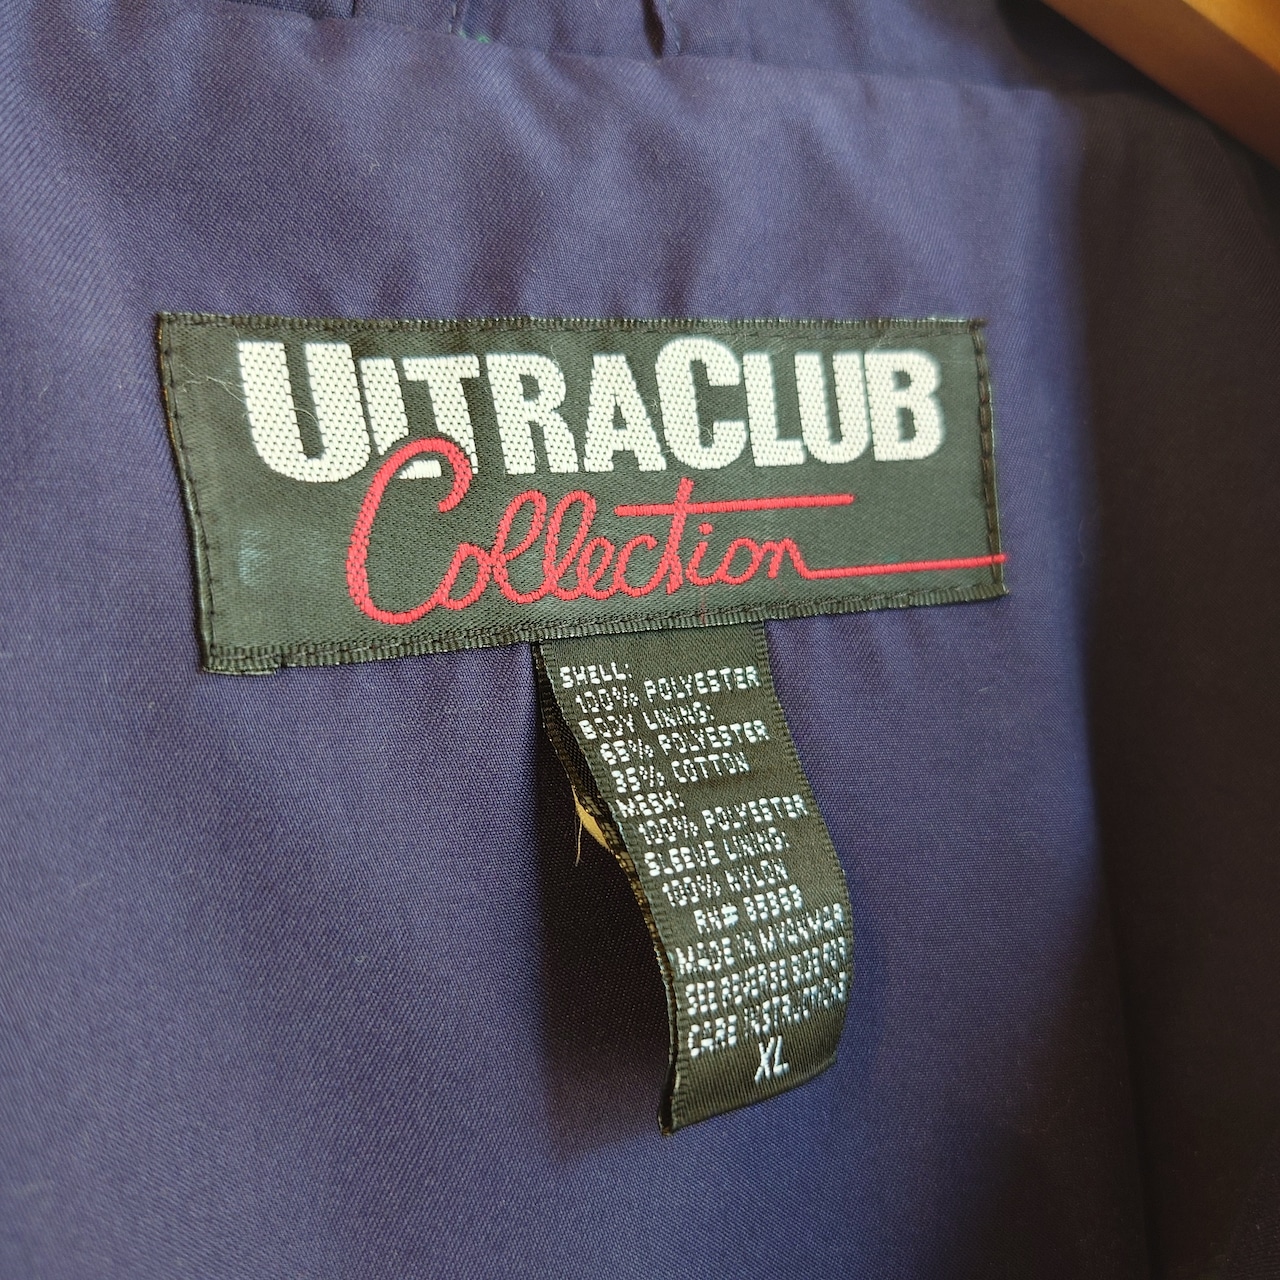 ULTRACLUB
Collection
SHELL:
100% POLYESTER
BODY LINING:
65% POLYESTER
35% COTTON
MESH:
100% POLYESTER
SLEEVE LINING:
100% NYLON
RN#
MADE IN MYANMAR
SEE REVERSE SIDE FOR
CARE INSTRUCTIONS
XL